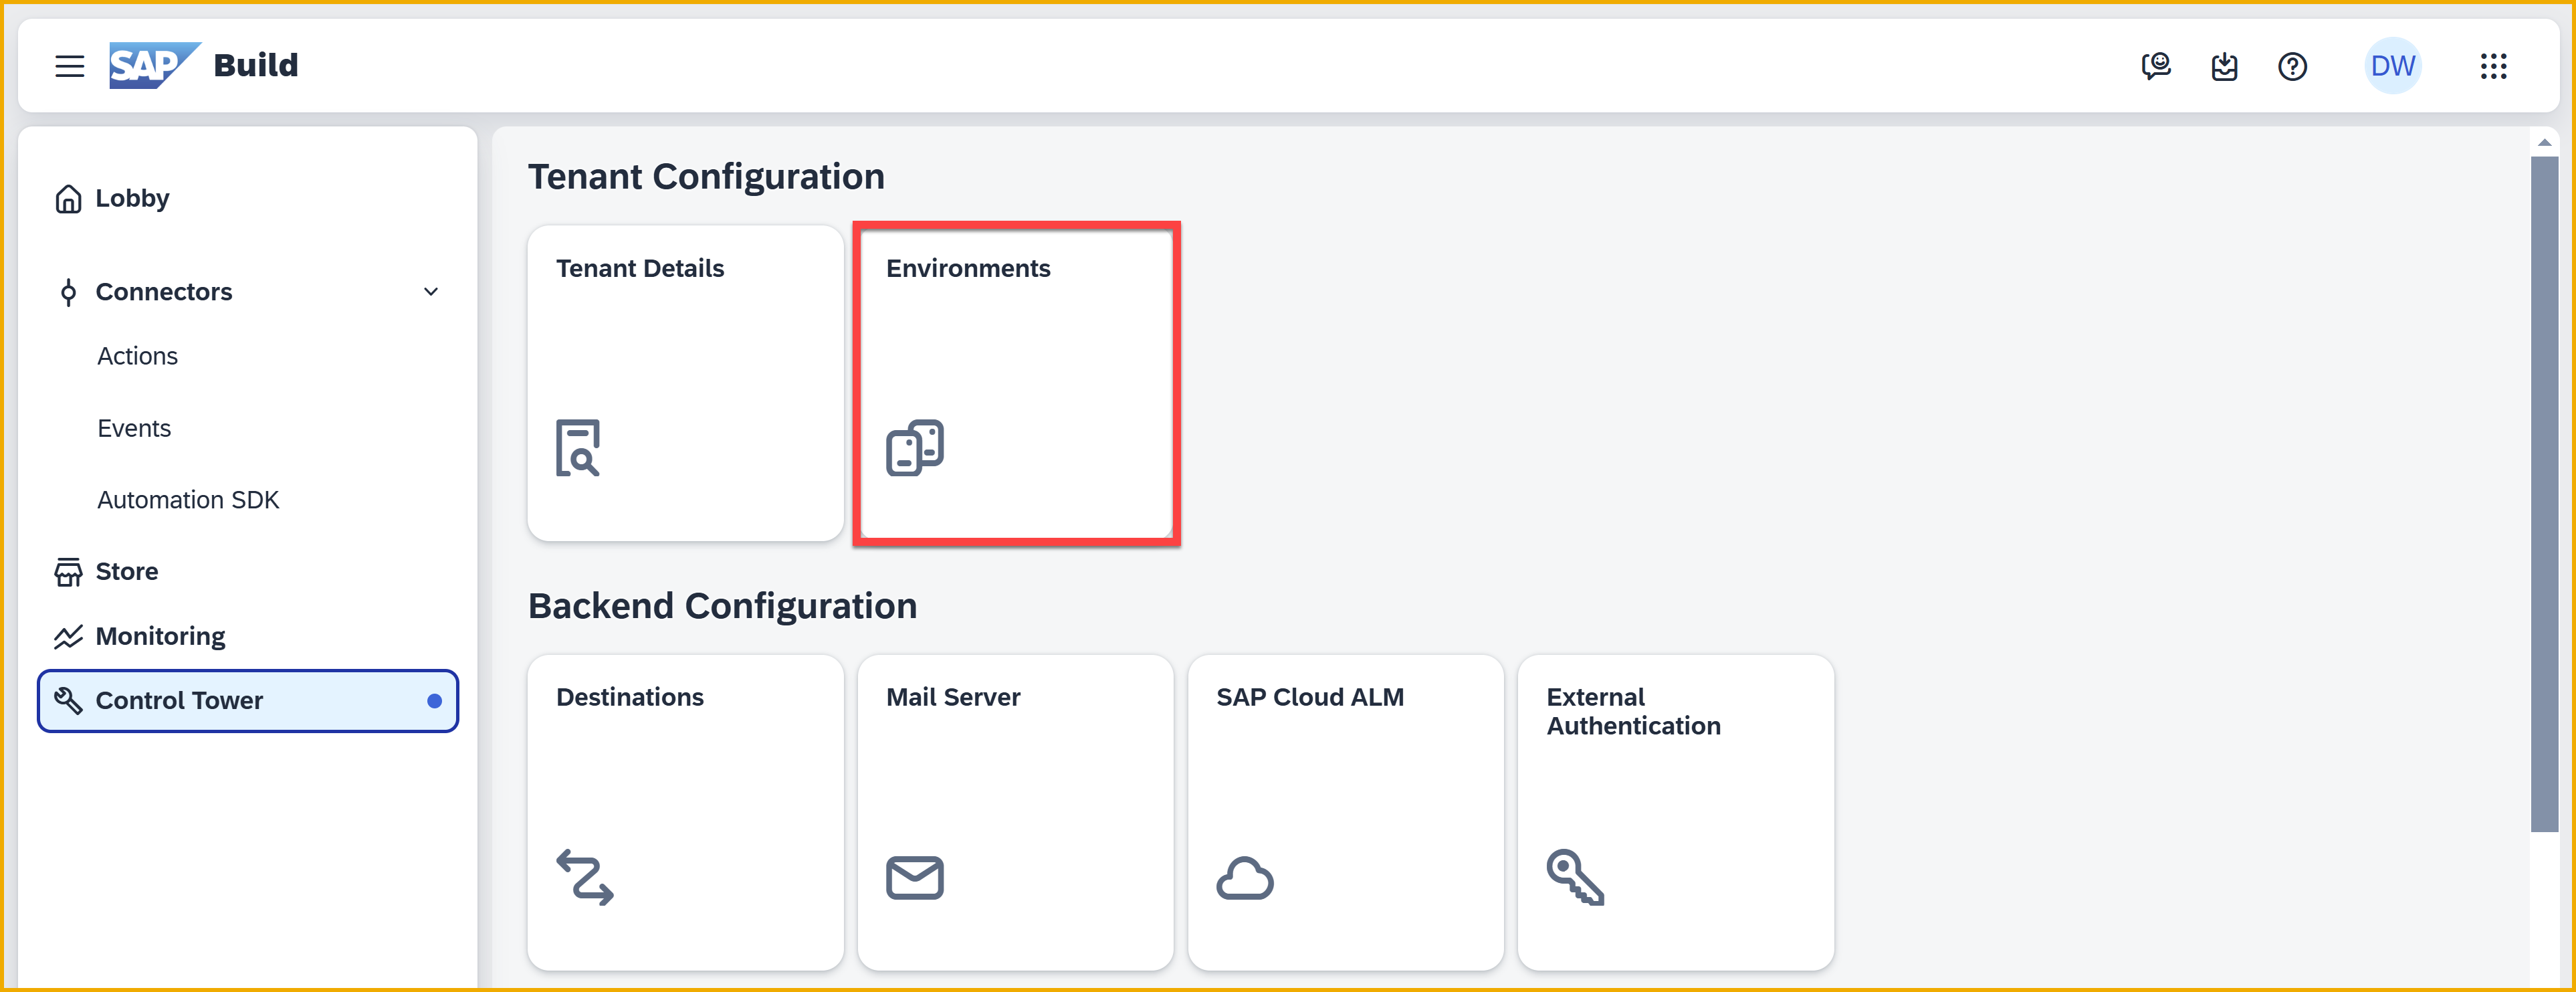 SAP Build
DW
Lobby
Connectors
Actions
Events
Automation SDK
Store
Monitoring
Control Tower
Tenant Configuration
Tenant Details
Environments
Backend Configuration
Destinations
Mail Server
SAP Cloud ALM
External
Authentication